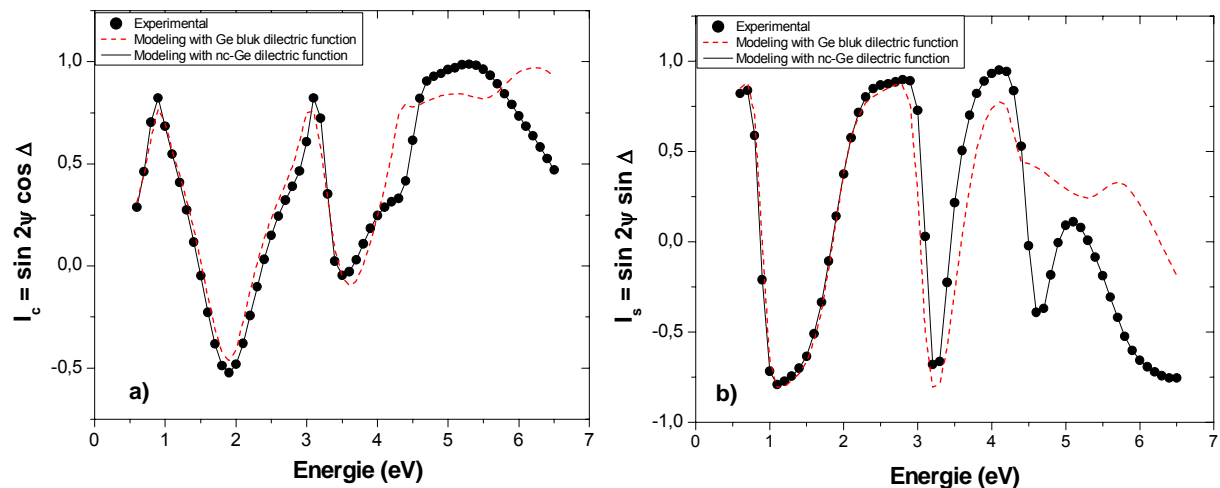 Experimental
Modeling with Ge bluk dilectric function
Modeling with nc-Ge dilectric function
1,0
0,5
0,0
-0,5
I_c = sin 2ψ cos Δ
a)
0 1 2 3 4 5 6 7
Energie (eV)
Experimental
Modeling with Ge bluk dilectric function
Modeling with nc-Ge dilectric function
1,0
0,5
0,0
-0,5
-1,0
I_s = sin 2ψ sin Δ
b)
0 1 2 3 4 5 6 7
Energie (eV)